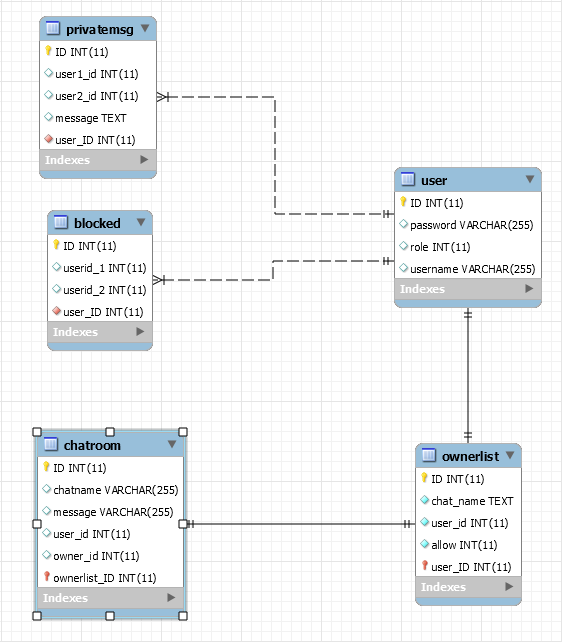 privatemsg
ID INT(11)
user1_id INT(11)
user2_id INT(11)
message TEXT
user_ID INT(11)
Indexes
user
ID INT(11)
password VARCHAR(255)
role INT(11)
username VARCHAR(255)
Indexes
blocked
ID INT(11)
userid_1 INT(11)
userid_2 INT(11)
user_ID INT(11)
Indexes
chatroom
ID INT(11)
chatname VARCHAR(255)
message VARCHAR(255)
user_id INT(11)
owner_id INT(11)
ownerlist_ID INT(11)
Indexes
ownerlist
ID INT(11)
chat_name TEXT
user_id INT(11)
allow INT(11)
user_ID INT(11)
Indexes